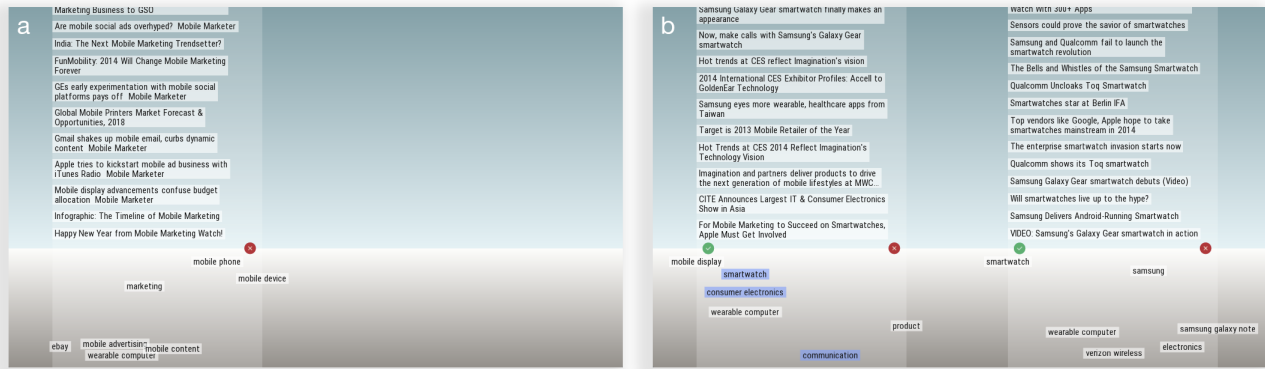 a
Marketing Business to GSO
Are mobile social ads overhyped? Mobile Marketer
India: The Next Mobile Marketing Trendsetter?
FunMobility: 2014 Will Change Mobile Marketing
Forever
GEs early experimentation with mobile social
platforms pays off Mobile Marketer
Global Mobile Printers Market Forecast &
Opportunities, 2018
Gmail shakes up mobile email, curbs dynamic
content Mobile Marketer
Apple tries to kickstart mobile ad business with
iTunes Radio Mobile Marketer
Mobile display advancements confuse budget
allocation Mobile Marketer
Infographic: The Timeline of Mobile Marketing
Happy New Year from Mobile Marketing Watch!
mobile phone
mobile device
marketing
ebay
mobile advertising
mobile content
wearable computer
b
Samsung Galaxy Gear smartwatch finally makes an
appearance
Now, make calls with Samsung's Galaxy Gear
smartwatch
Hot trends at CES reflect Imagination's vision
2014 International CES Exhibitor Profiles: Accell to
GoldenEar Technology
Samsung eyes more wearable, healthcare apps from
Taiwan
Target is 2013 Mobile Retailer of the Year
Hot Trends at CES 2014 Reflect Imagination's
Technology Vision
Imagination and partners deliver products to drive
the next generation of mobile lifestyles at MWC...
CITE Announces Largest IT & Consumer Electronics
Show in Asia
For Mobile Marketing to Succeed on Smartwatches,
Apple Must Get Involved
mobile display
smartwatch
consumer electronics
wearable computer
product
communication
Watch With 300+ Apps
Sensors could prove the savior of smartwatches
Samsung and Qualcomm fail to launch the
smartwatch revolution
The Bells and Whistles of the Samsung Smartwatch
Qualcomm Uncloaks Toq Smartwatch
Smartwatches star at Berlin IFA
Top vendors like Google, Apple hope to take
smartwatches mainstream in 2014
The enterprise smartwatch invasion starts now
Qualcomm shows its Toq smartwatch
Samsung Galaxy Gear smartwatch debuts (Video)
Will smartwatches live up to the hype?
Samsung Delivers Android-Running Smartwatch
VIDEO: Samsung's Galaxy Gear smartwatch in action
smartwatch
samsung
samsung galaxy note
wearable computer
electronics
verizon wireless